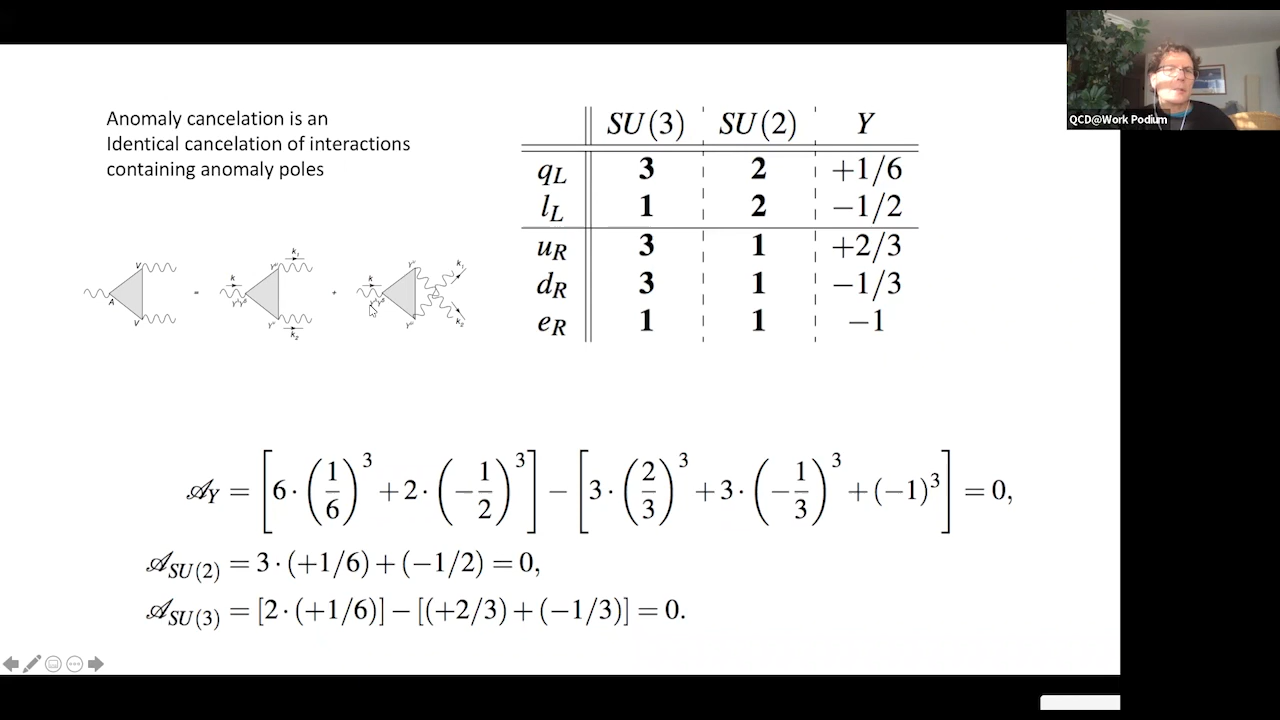 QCD@Work Podium
Anomaly cancelation is an
Identical cancelation of interactions
containing anomaly poles
SU(3) SU(2) Y
q_L 3 2 +1/6
l_L 1 2 −1/2
u_R 3 1 +2/3
d_R 3 1 −1/3
e_R 1 1 −1
A V V = k k₁ k₂ + k k₁ k₂
𝒜_Y = [6·(1/6)³ + 2·(−1/2)³] − [3·(2/3)³ + 3·(−1/3)³ + (−1)³] = 0,
𝒜_SU(2) = 3·(+1/6) + (−1/2) = 0,
𝒜_SU(3) = [2·(+1/6)] − [(+2/3) + (−1/3)] = 0.